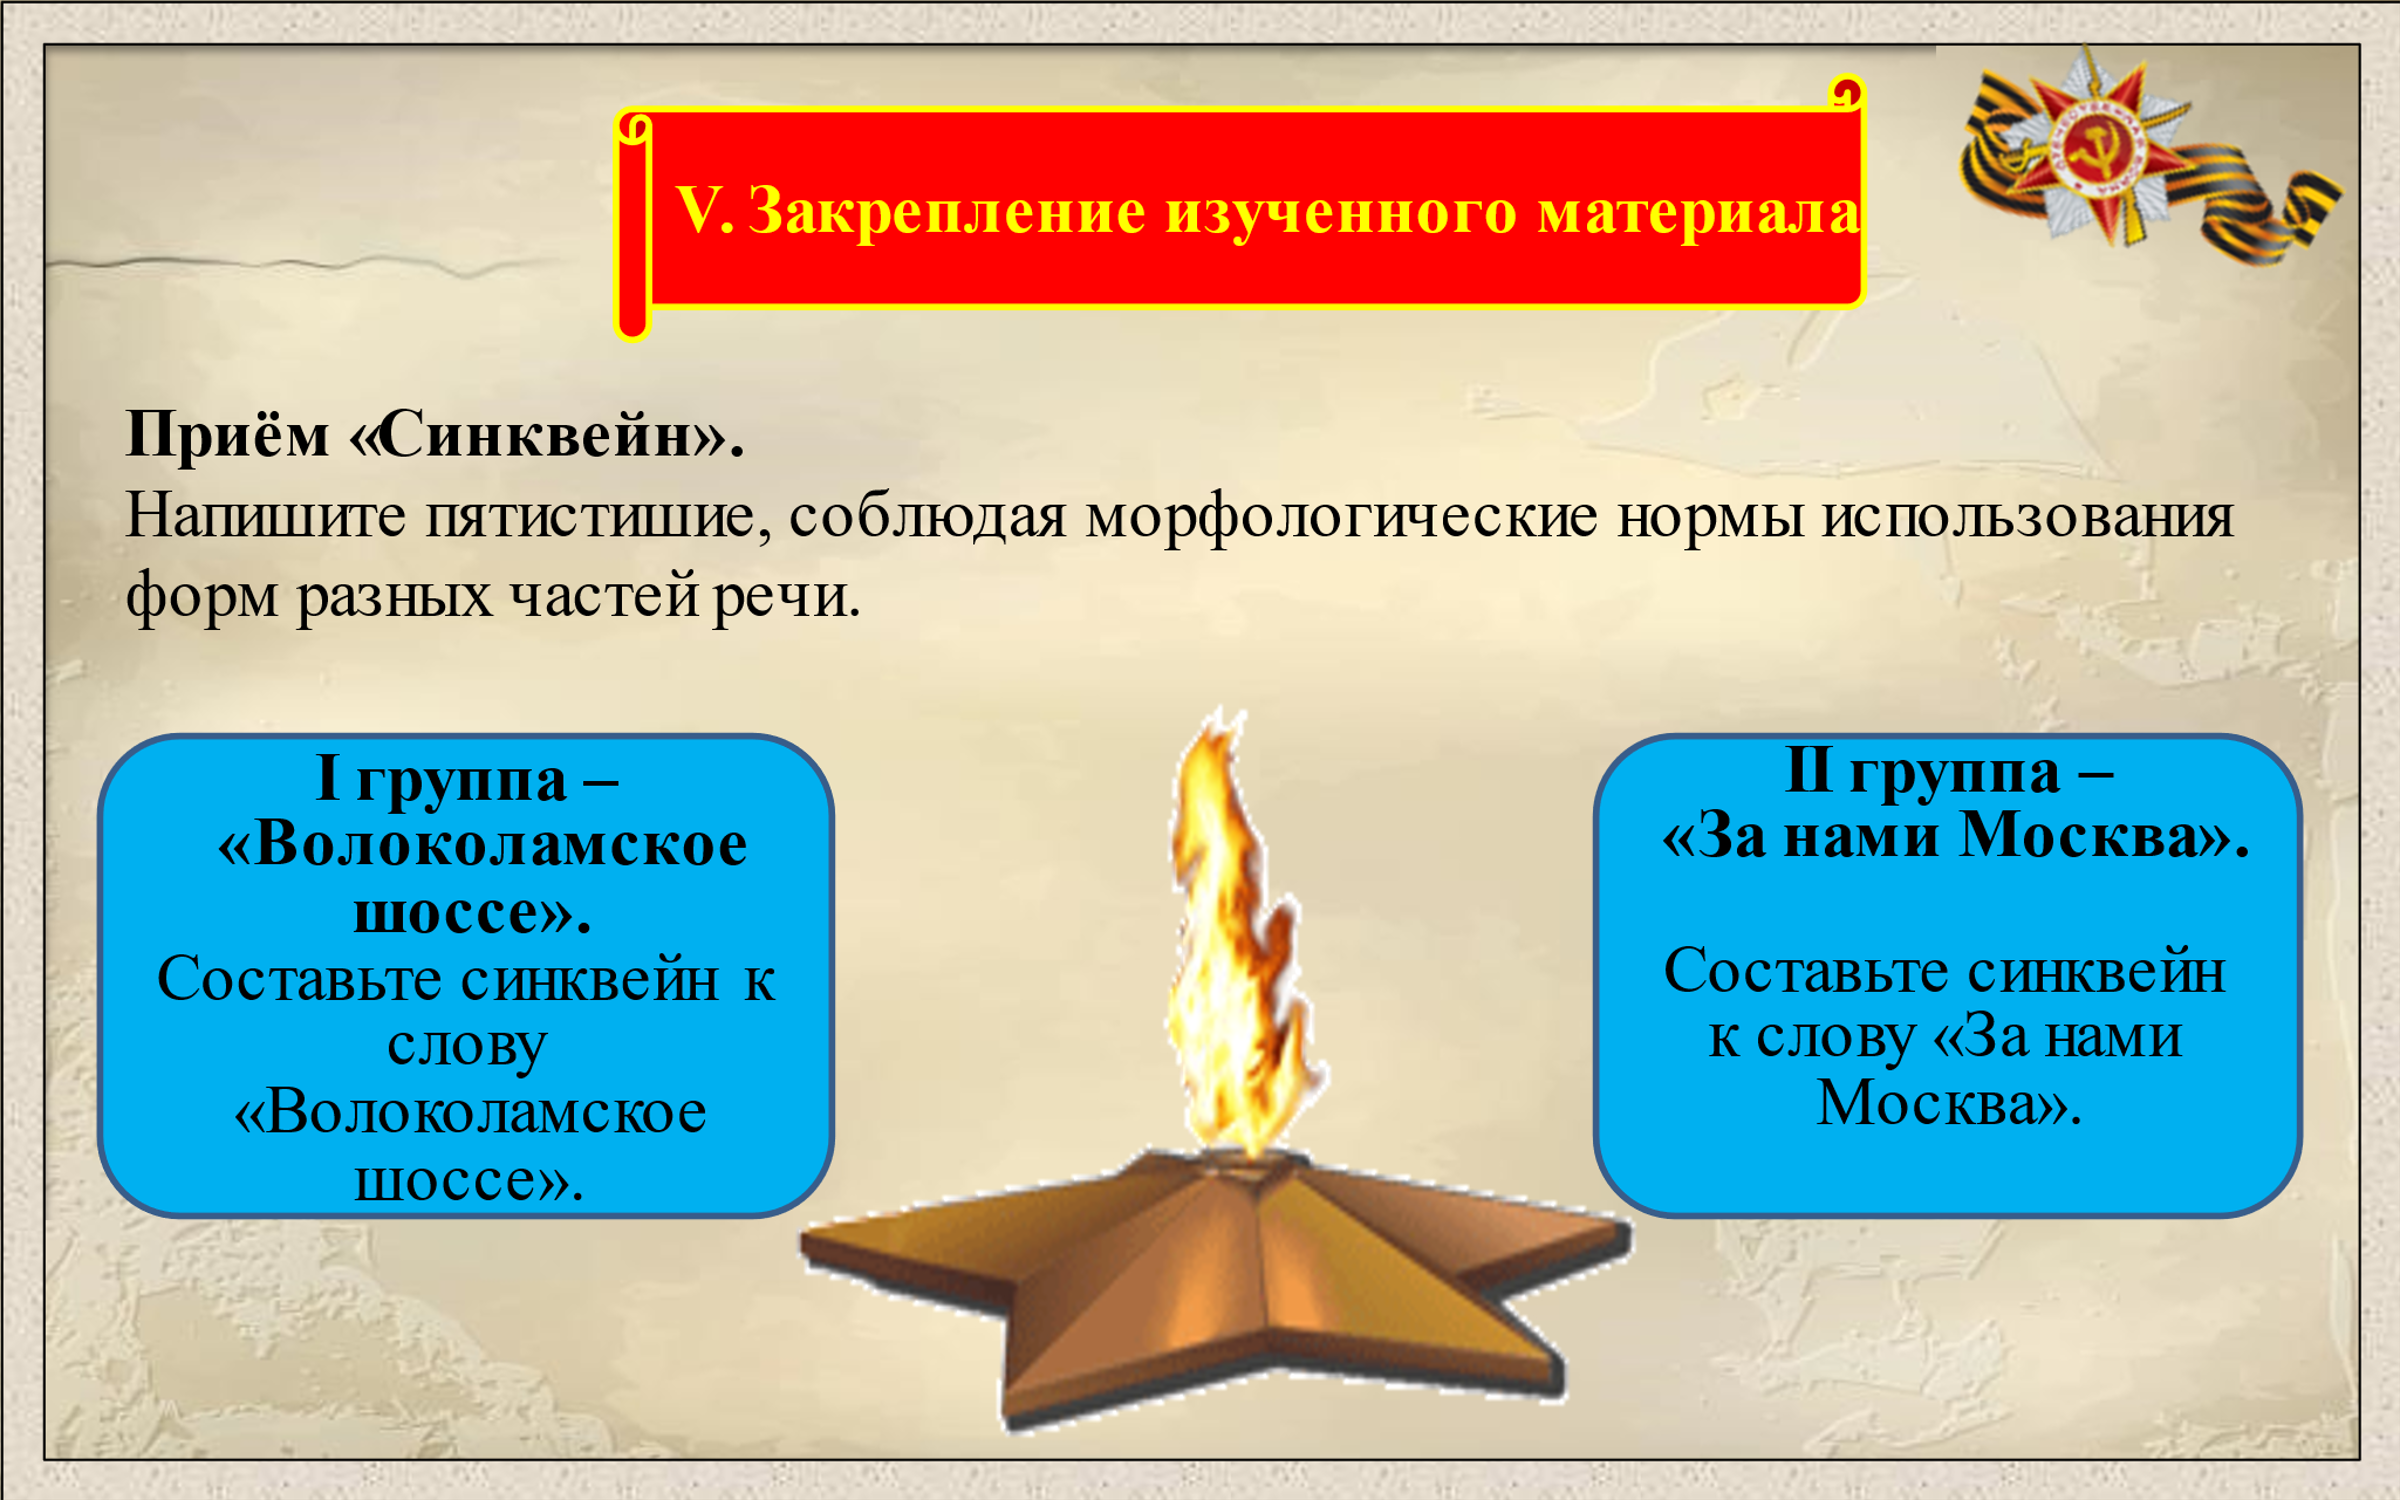 V. Закрепление изученного материала
Приём «Синквейн».
Напишите пятистишие, соблюдая морфологические нормы использования
форм разных частей речи.
I группа –
«Волоколамское
шоссе».
Составьте синквейн к
слову
«Волоколамское
шоссе».
II группа –
«За нами Москва».
Составьте синквейн
к слову «За нами
Москва».